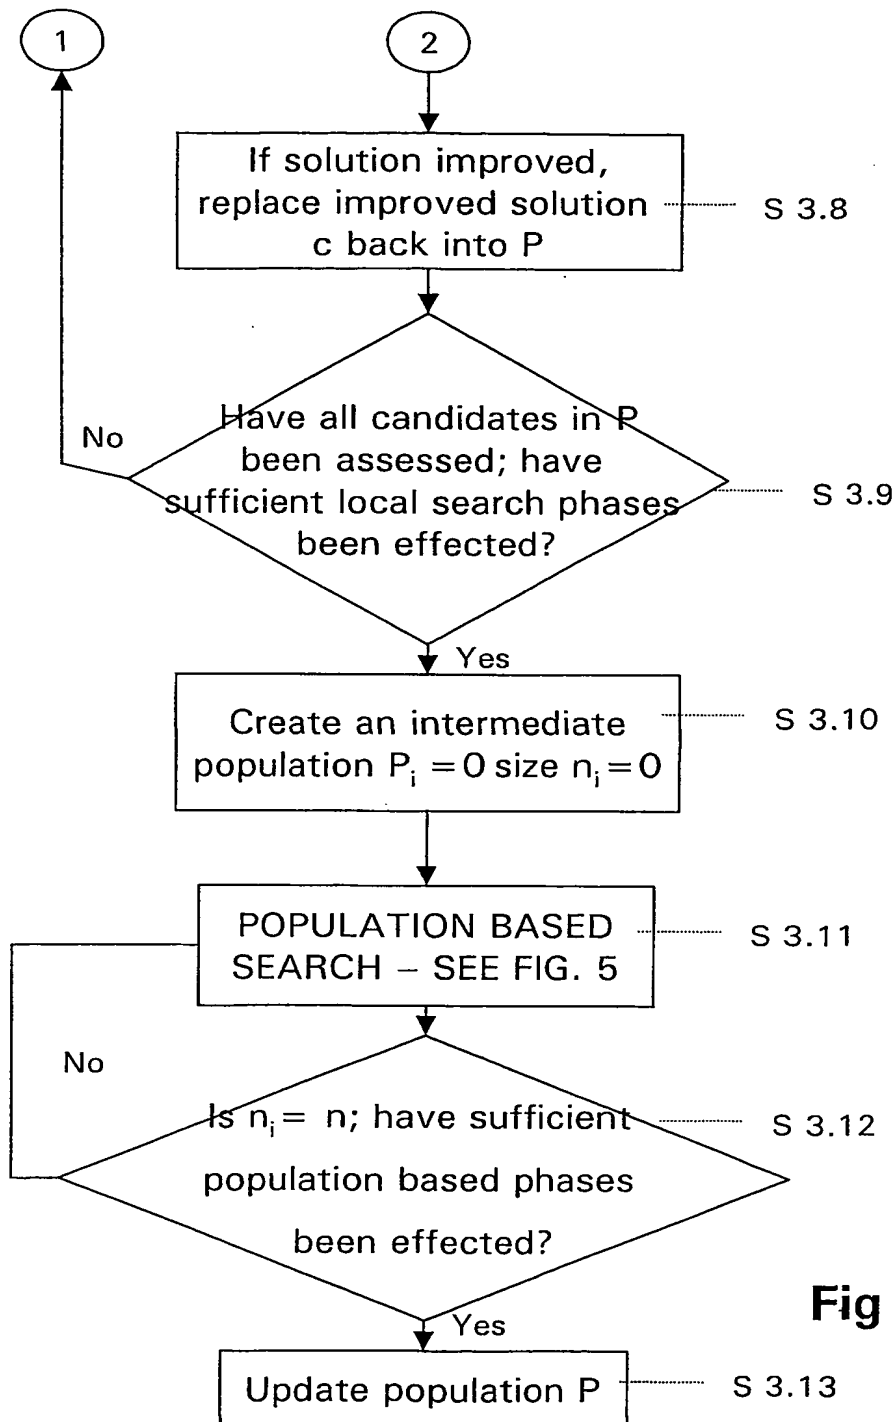 1
2
If solution improved,
replace improved solution
c back into P
S 3.8
Have all candidates in P
been assessed; have
sufficient local search phases
been effected?
S 3.9
No
Yes
Create an intermediate
population Pᵢ = 0 size nᵢ = 0
S 3.10
POPULATION BASED
SEARCH – SEE FIG. 5
S 3.11
No
Is nᵢ = n; have sufficient
population based phases
been effected?
S 3.12
Fig
Yes
Update population P
S 3.13